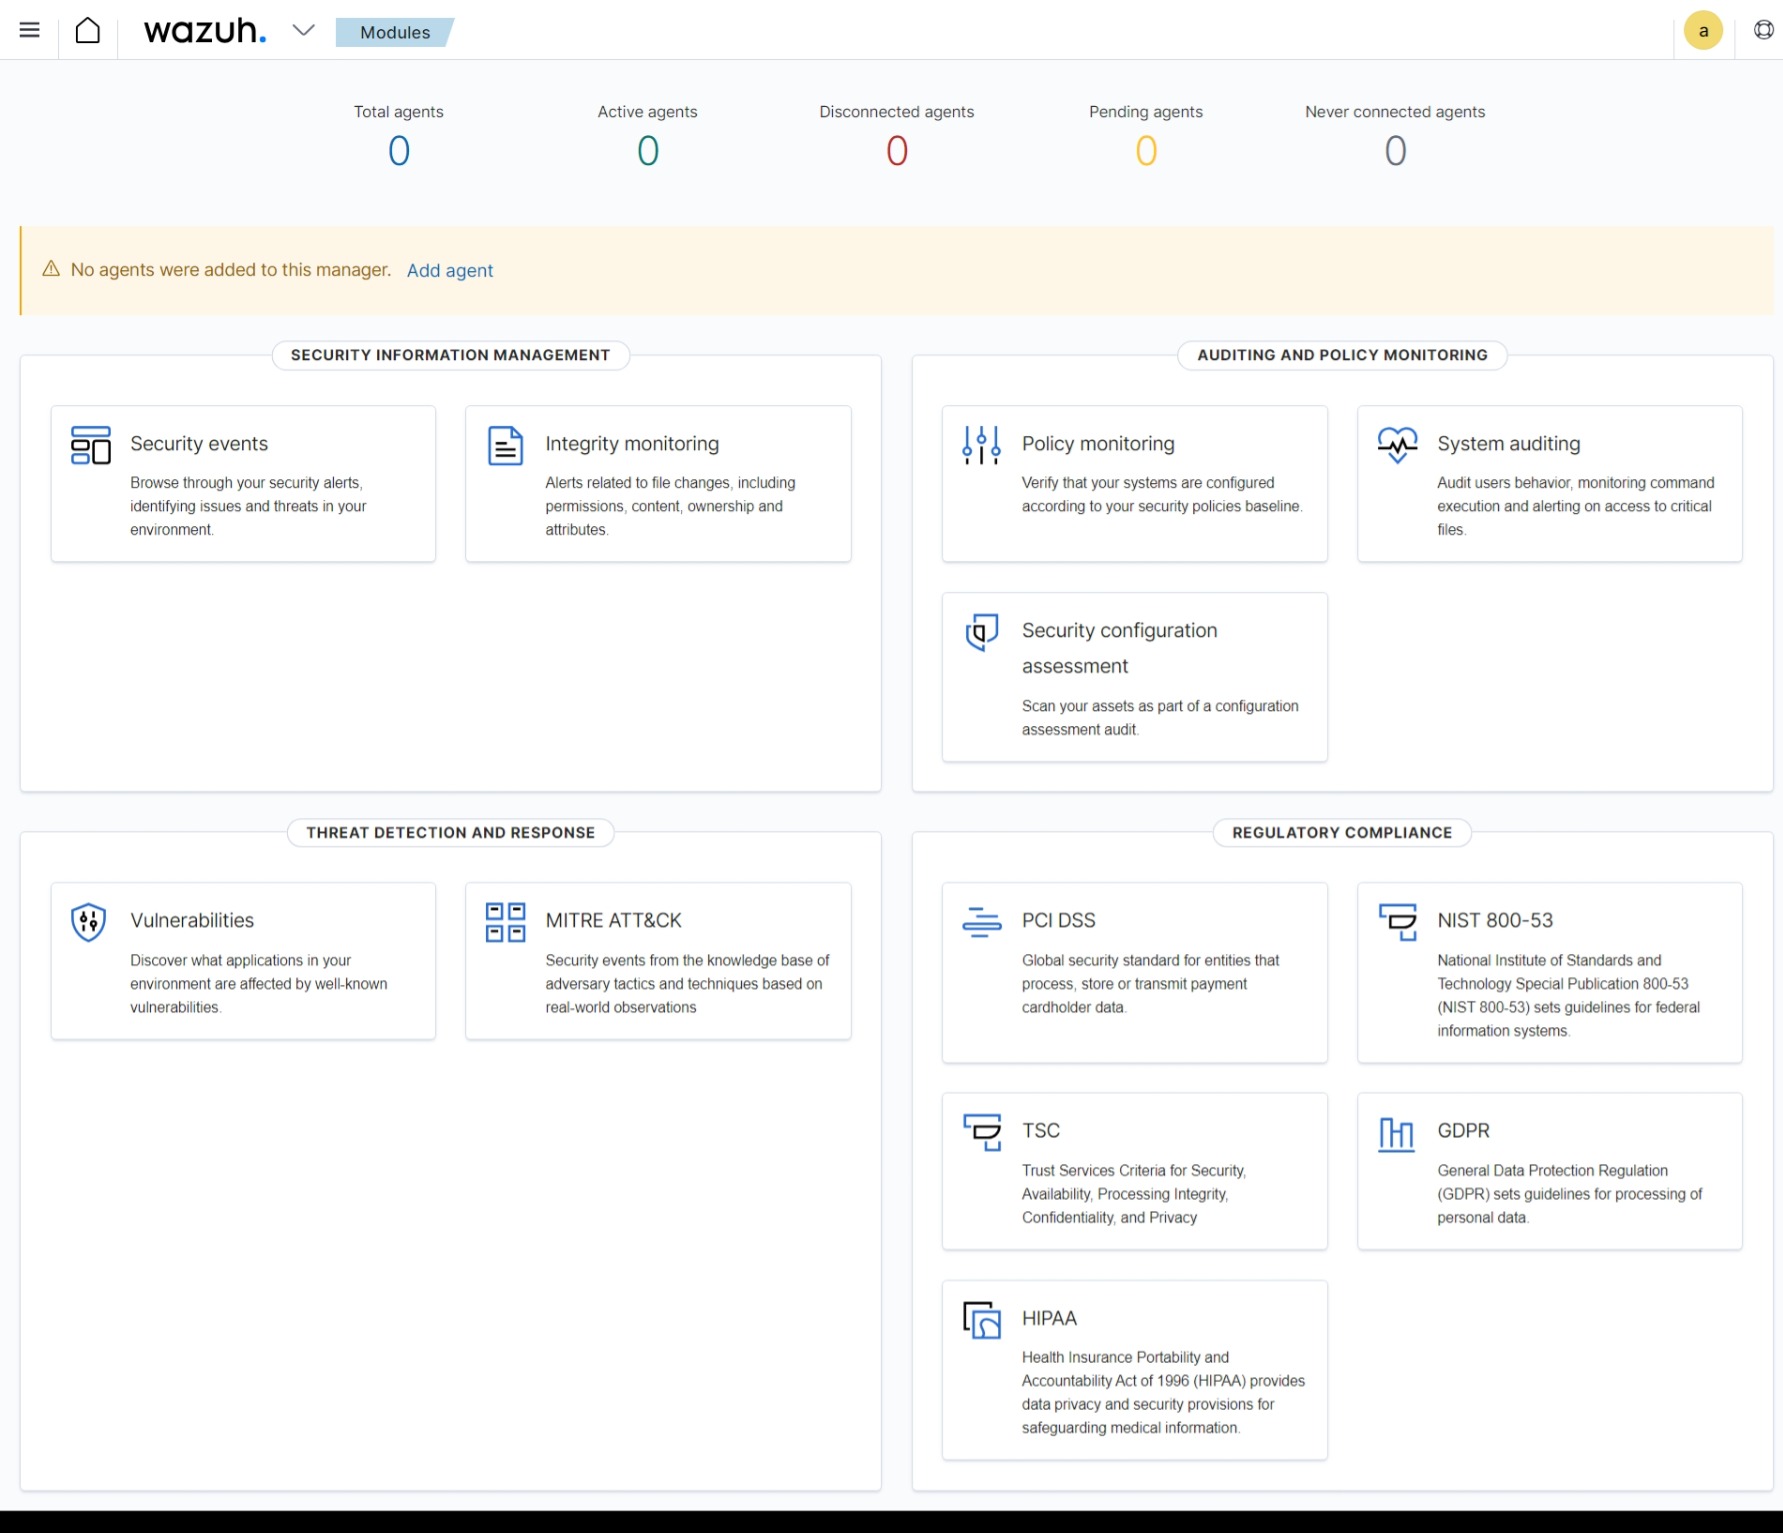 wazuh.
Modules
a
Total agents
0
Active agents
0
Disconnected agents
0
Pending agents
0
Never connected agents
0
No agents were added to this manager. Add agent
SECURITY INFORMATION MANAGEMENT
Security events
Browse through your security alerts,
identifying issues and threats in your
environment.
Integrity monitoring
Alerts related to file changes, including
permissions, content, ownership and
attributes.
AUDITING AND POLICY MONITORING
Policy monitoring
Verify that your systems are configured
according to your security policies baseline.
System auditing
Audit users behavior, monitoring command
execution and alerting on access to critical
files.
Security configuration
assessment
Scan your assets as part of a configuration
assessment audit.
THREAT DETECTION AND RESPONSE
Vulnerabilities
Discover what applications in your
environment are affected by well-known
vulnerabilities.
MITRE ATT&CK
Security events from the knowledge base of
adversary tactics and techniques based on
real-world observations
REGULATORY COMPLIANCE
PCI DSS
Global security standard for entities that
process, store or transmit payment
cardholder data.
NIST 800-53
National Institute of Standards and
Technology Special Publication 800-53
(NIST 800-53) sets guidelines for federal
information systems.
TSC
Trust Services Criteria for Security,
Availability, Processing Integrity,
Confidentiality, and Privacy
GDPR
General Data Protection Regulation
(GDPR) sets guidelines for processing of
personal data.
HIPAA
Health Insurance Portability and
Accountability Act of 1996 (HIPAA) provides
data privacy and security provisions for
safeguarding medical information.